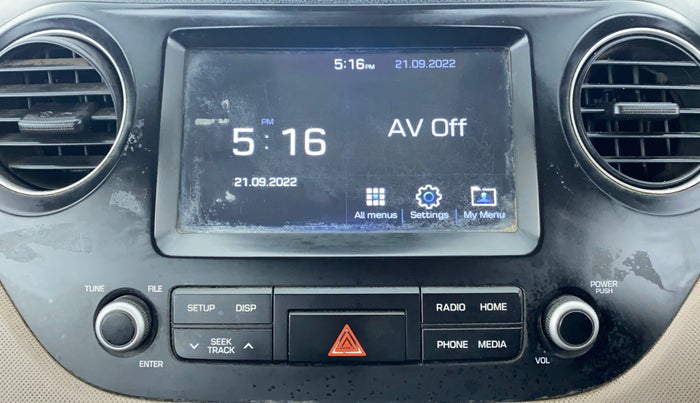 5:16PM 21.09.2022
PM
5:16
AV Off
21.09.2022
All menus Settings My Menu
TUNE FILE
POWER
PUSH
SETUP DISP
RADIO HOME
SEEK
TRACK
PHONE MEDIA
ENTER
VOL